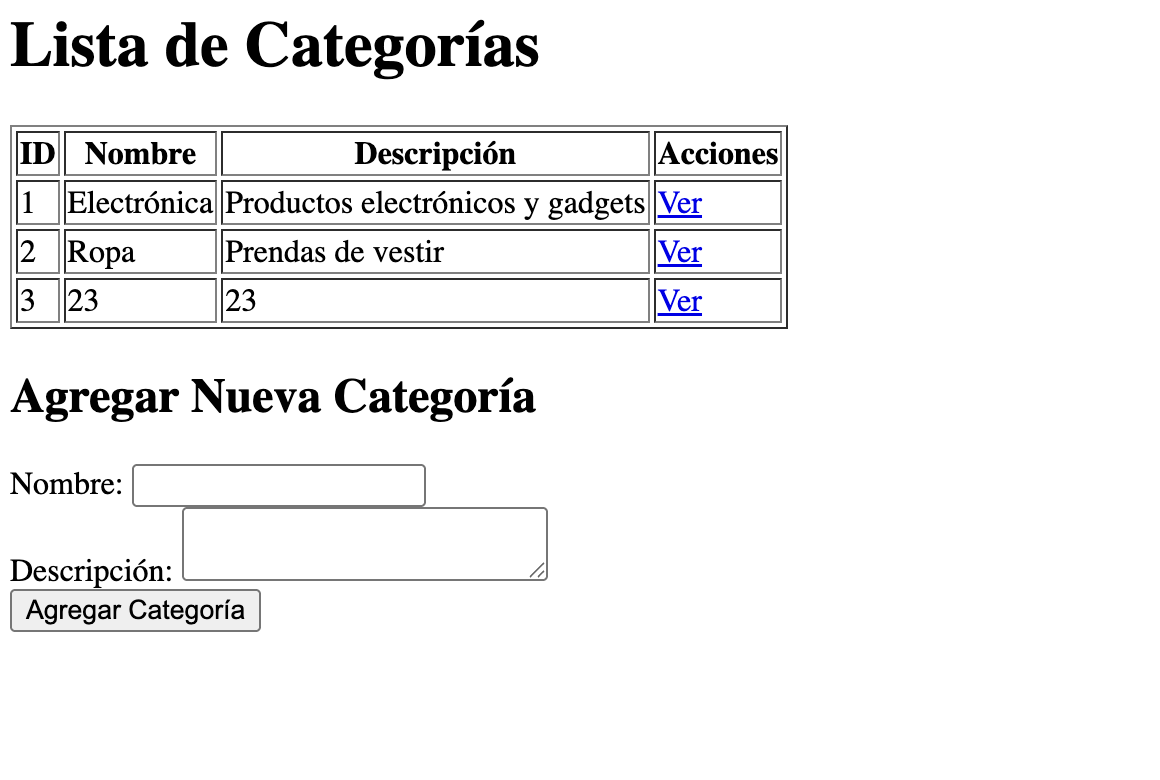 Lista de Categorías
ID Nombre Descripción Acciones
1 Electrónica Productos electrónicos y gadgets Ver
2 Ropa Prendas de vestir Ver
3 23 23 Ver
Agregar Nueva Categoría
Nombre:
Descripción:
Agregar Categoría